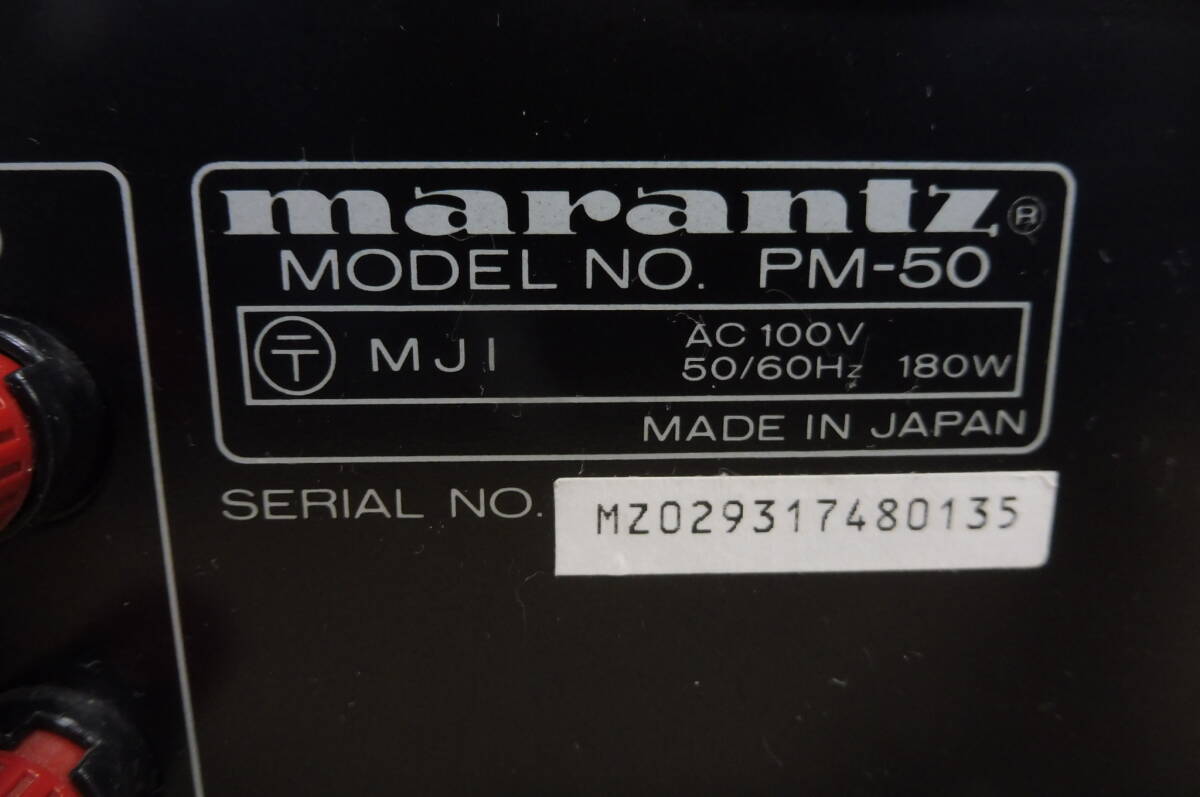 marantz®
MODEL NO. PM-50
〒 MJI
AC 100V
50/60Hz 180W
MADE IN JAPAN
SERIAL NO. MZ029317480135